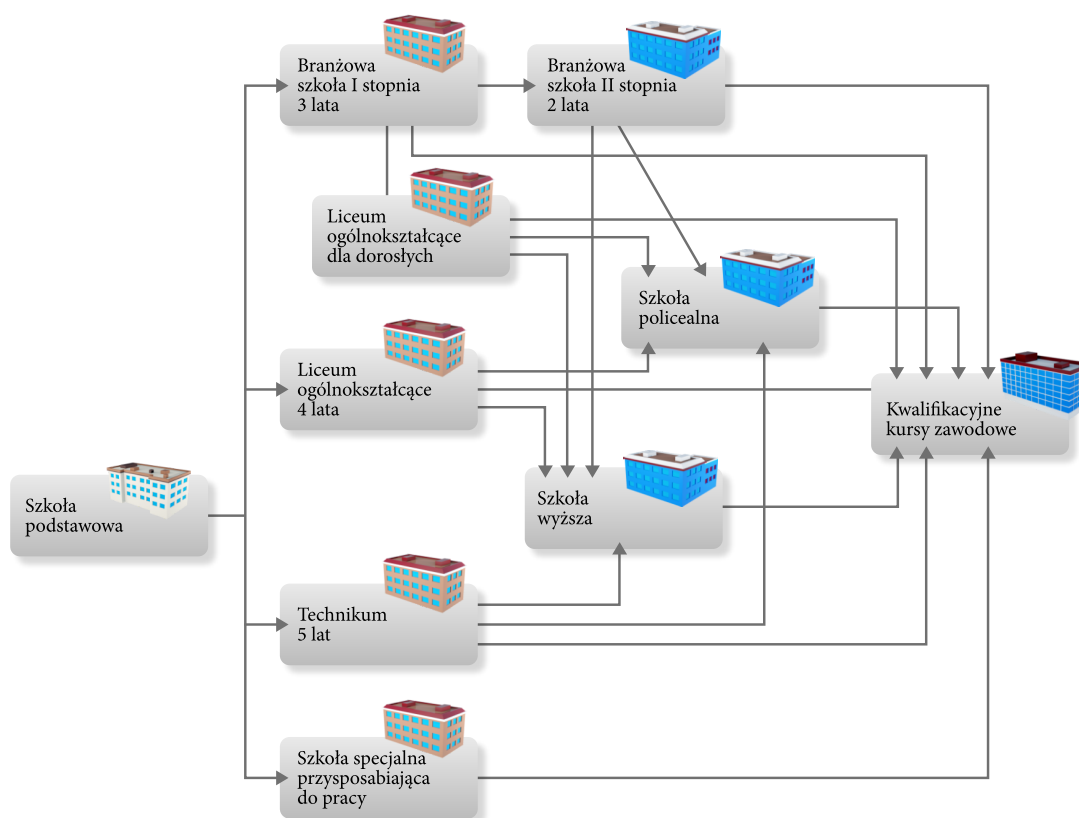 Branżowa
szkoła I stopnia
3 lata
Branżowa
szkoła II stopnia
2 lata
Liceum
ogólnokształcące
dla dorosłych
Szkoła
policealna
Liceum
ogólnokształcące
4 lata
Kwalifikacyjne
kursy zawodowe
Szkoła
podstawowa
Szkoła
wyższa
Technikum
5 lat
Szkoła specjalna
przysposabiająca
do pracy